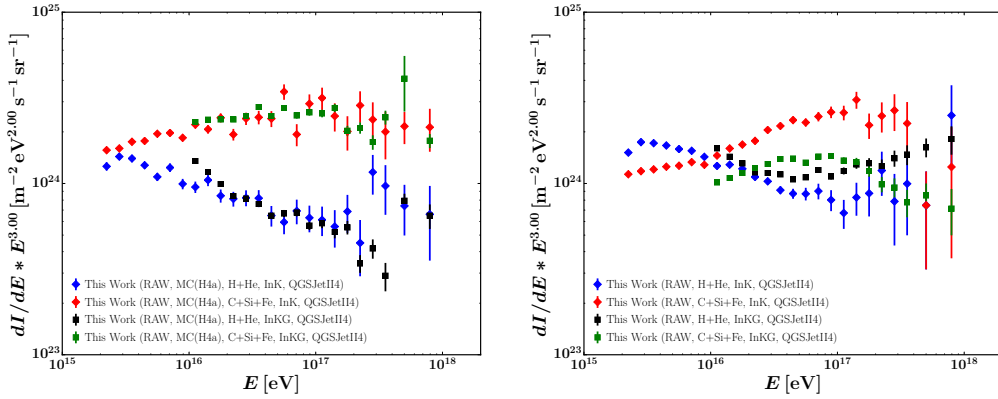 10^25
10^24
10^23
dI/dE * E^3.00 [m^−2 eV^2.00 s^−1 sr^−1]
This Work (RAW, MC(H4a), H+He, InK, QGSJetII4)
This Work (RAW, MC(H4a), C+Si+Fe, InK, QGSJetII4)
This Work (RAW, MC(H4a), H+He, InKG, QGSJetII4)
This Work (RAW, MC(H4a), C+Si+Fe, InKG, QGSJetII4)
10^15 10^16 10^17 10^18
E [eV]
10^25
10^24
10^23
dI/dE * E^3.00 [m^−2 eV^2.00 s^−1 sr^−1]
This Work (RAW, H+He, InK, QGSJetII4)
This Work (RAW, C+Si+Fe, InK, QGSJetII4)
This Work (RAW, H+He, InKG, QGSJetII4)
This Work (RAW, C+Si+Fe, InKG, QGSJetII4)
10^15 10^16 10^17 10^18
E [eV]